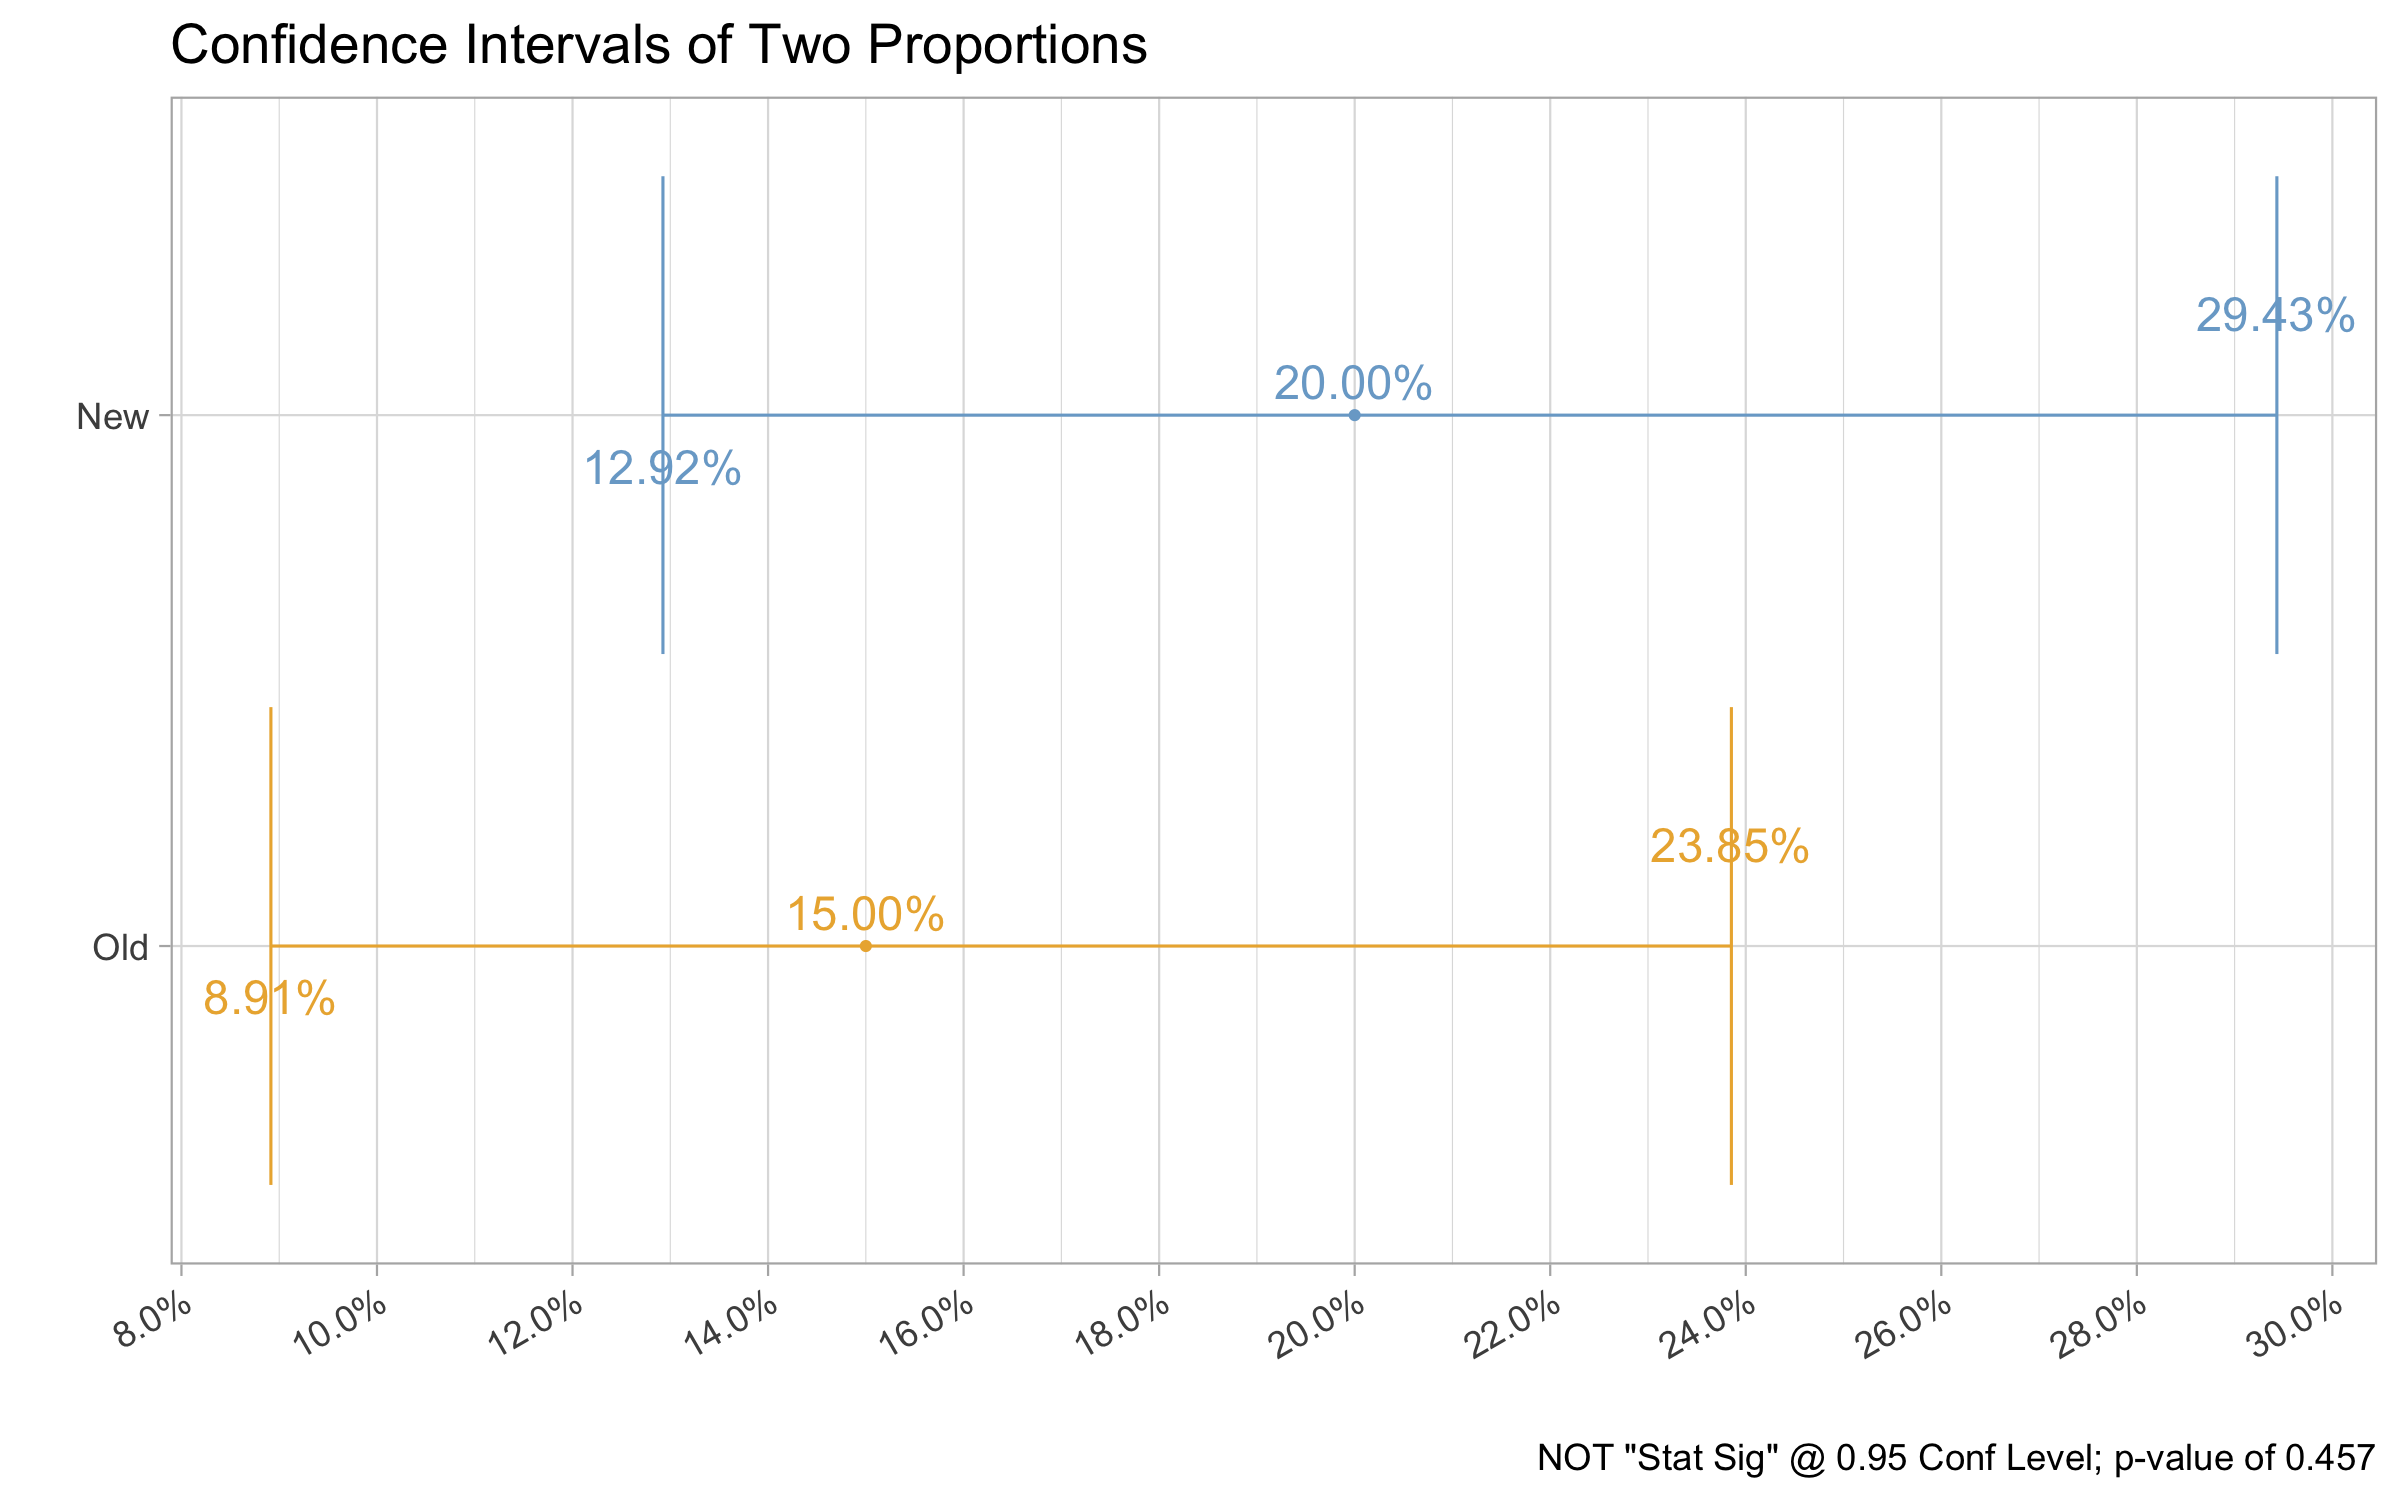 Confidence Intervals of Two Proportions
29.43%
20.00%
New
12.92%
23.85%
15.00%
Old
8.91%
8.0% 10.0% 12.0% 14.0% 16.0% 18.0% 20.0% 22.0% 24.0% 26.0% 28.0% 30.0%
NOT "Stat Sig" @ 0.95 Conf Level; p-value of 0.457